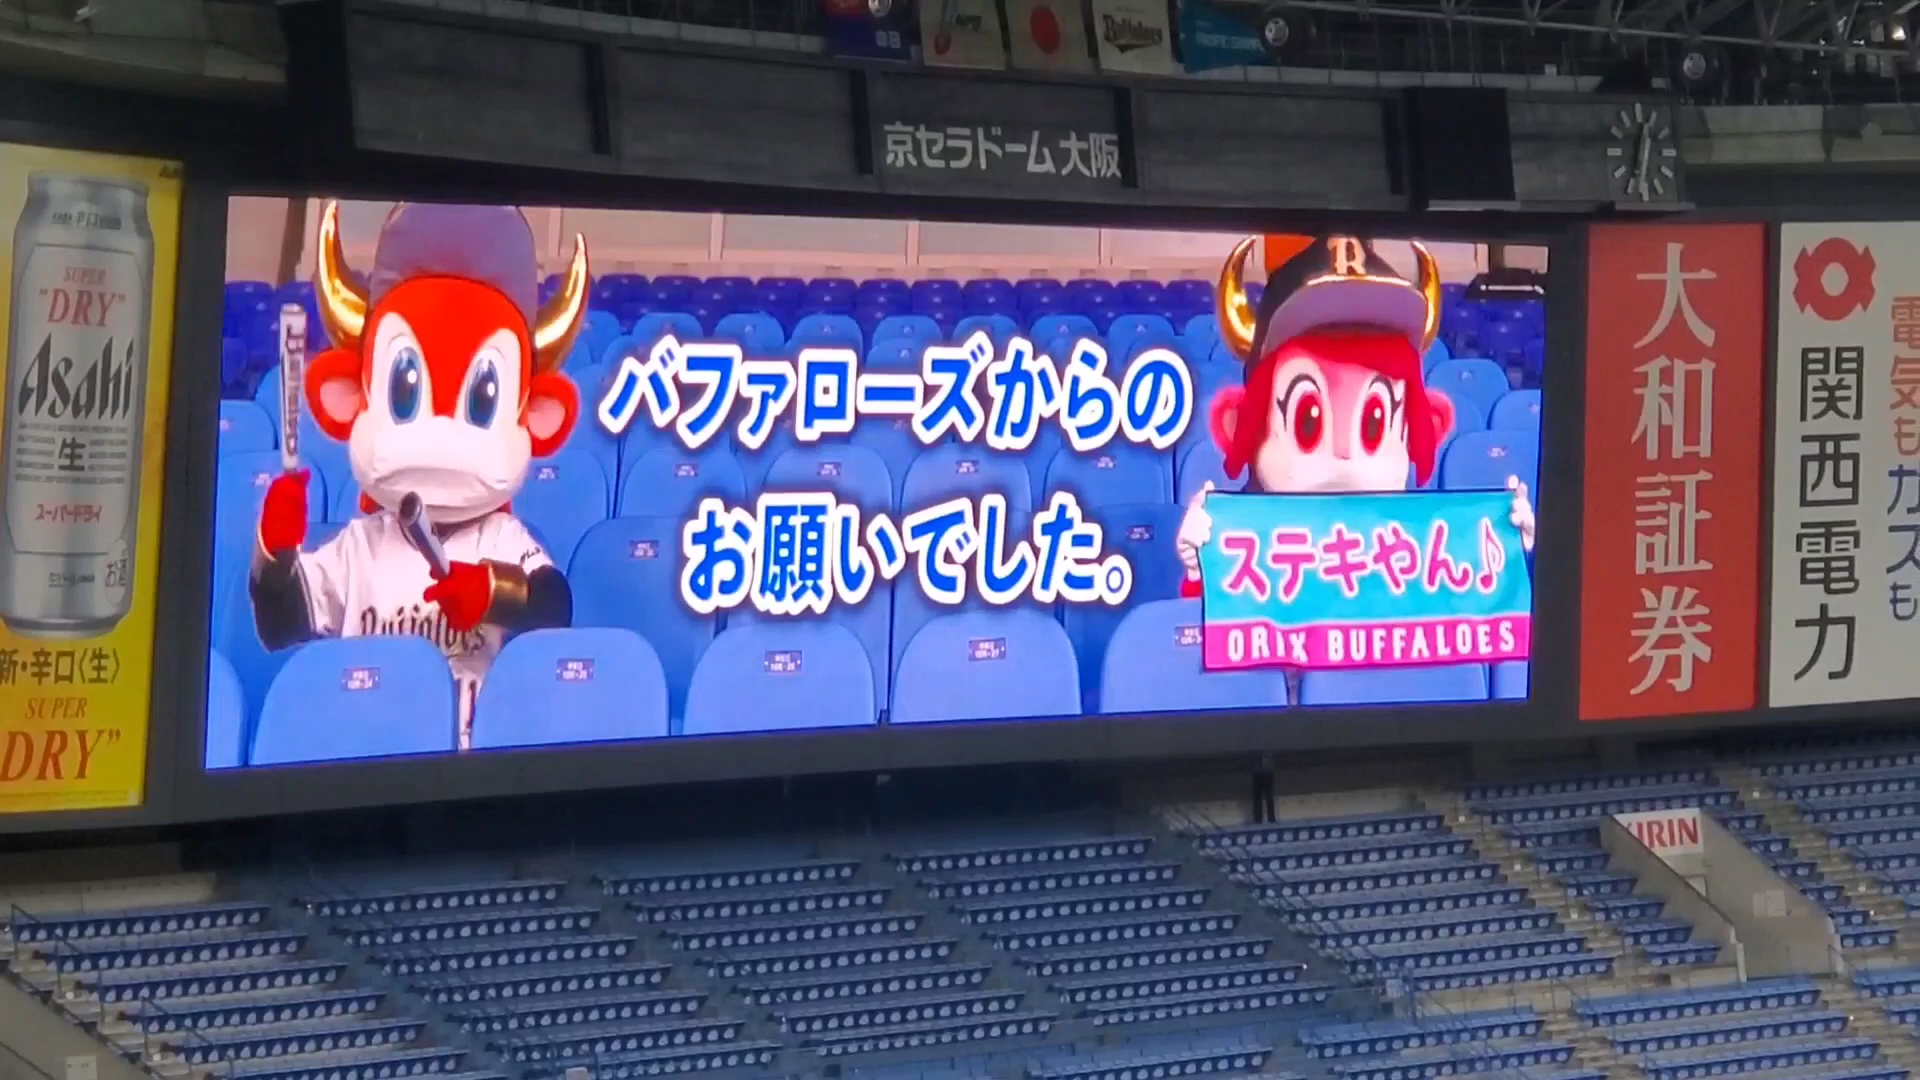 Buffaloes
京セラドーム大阪
SUPER
"DRY"
Asahi
生
スーパードライ
新・辛口〈生〉
SUPER
DRY"
バファローズからの
お願いでした。
ステキやん♪
ORIX BUFFALOES
Buffaloes
B
大和証券
関西電力
電気も
ガスも
KIRIN